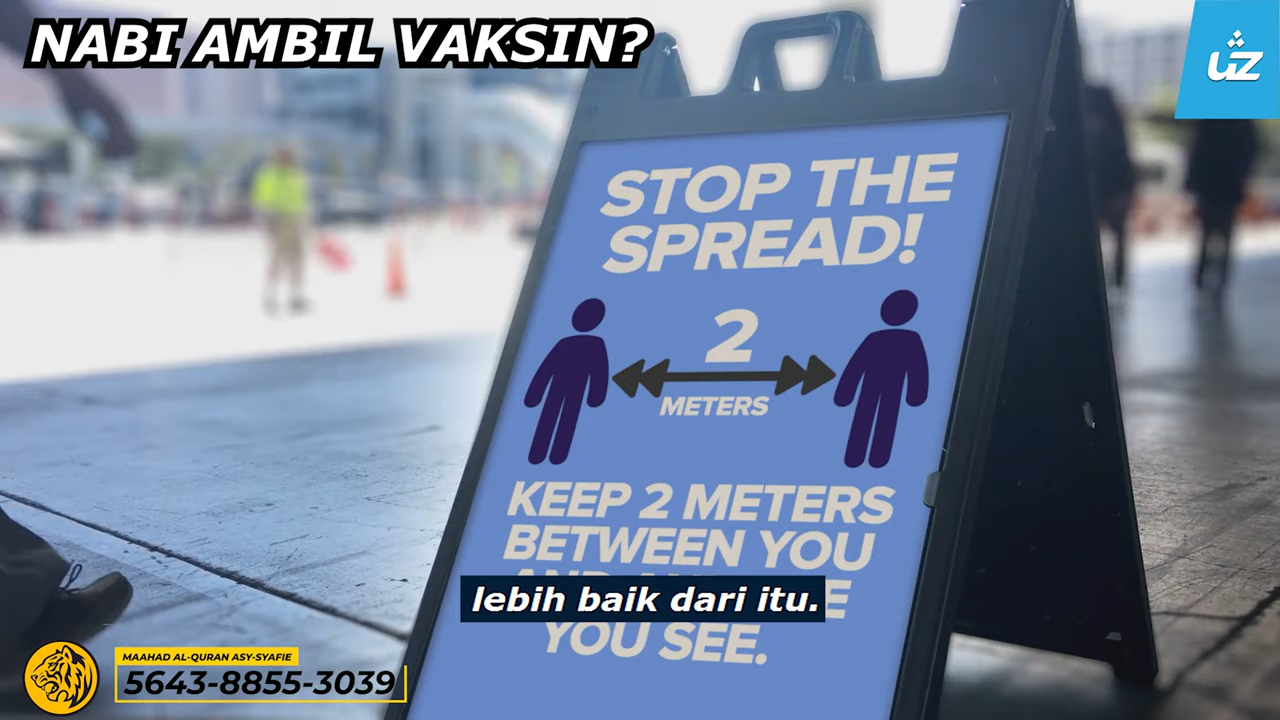 NABI AMBIL VAKSIN?
STOP THE
SPREAD!
2
METERS
KEEP 2 METERS
BETWEEN YOU
YOU SEE.
lebih baik dari itu.
MAAHAD AL-QURAN ASY-SYAFIE
5643-8855-3039